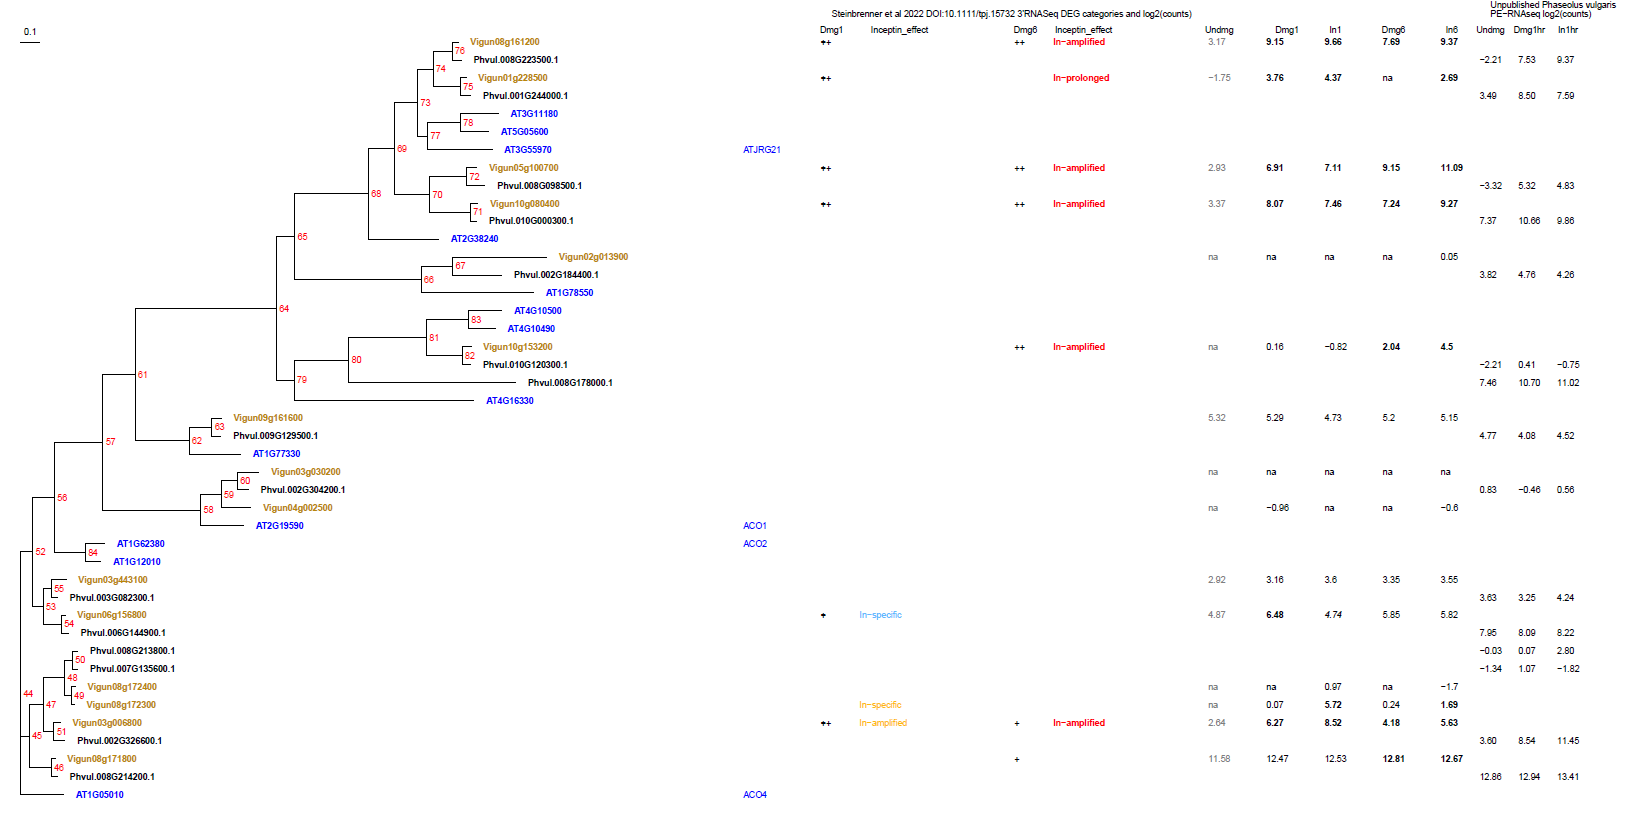 Unpublished Phaseolus vulgaris
Steinbrenner et al 2022 DOI:10.1111/tpj.15732 3'RNASeq DEG categories and log2(counts) PE−RNAseq log2(counts)
0.1 Dmg1 Inceptin_effect Dmg6 Inceptin_effect Undmg Dmg1 In1 Dmg6 In6 Undmg Dmg1hr In1hr
Vigun08g161200 ++ ++ In−amplified 3.17 9.15 9.66 7.69 9.37
76
Phvul.008G223500.1 −2.21 7.53 9.37
74
Vigun01g228500 ++ In−prolonged −1.75 3.76 4.37 na 2.69
75
Phvul.001G244000.1 3.49 8.50 7.59
73
AT3G11180
78
AT5G05600
77
AT3G55970 ATJRG21
69
Vigun05g100700 ++ ++ In−amplified 2.93 6.91 7.11 9.15 11.09
72
Phvul.008G098500.1 −3.32 5.32 4.83
68 70
Vigun10g080400 ++ ++ In−amplified 3.37 8.07 7.46 7.24 9.27
71
Phvul.010G000300.1 7.37 10.66 9.86
65
AT2G38240
Vigun02g013900 na na na na 0.05
67
Phvul.002G184400.1 3.82 4.76 4.26
66
AT1G78550
64
AT4G10500
83
AT4G10490
81
Vigun10g153200 ++ In−amplified na 0.16 −0.82 2.04 4.5
82
80
Phvul.010G120300.1 −2.21 0.41 −0.75
61
79
Phvul.008G178000.1 7.46 10.70 11.02
AT4G16330
Vigun09g161600 5.32 5.29 4.73 5.2 5.15
63
Phvul.009G129500.1 4.77 4.08 4.52
57 62
AT1G77330
Vigun03g030200 na na na na na
60
Phvul.002G304200.1 0.83 −0.46 0.56
56 59
Vigun04g002500 na −0.96 na na −0.6
58
AT2G19590 ACO1
AT1G62380 ACO2
52 84
AT1G12010
Vigun03g443100 2.92 3.16 3.6 3.35 3.55
55
Phvul.003G082300.1 3.63 3.25 4.24
53
Vigun06g156800 + In−specific 4.87 6.48 4.74 5.85 5.82
54
Phvul.006G144900.1 7.95 8.09 8.22
Phvul.008G213800.1 −0.03 0.07 2.80
50
Phvul.007G135600.1 −1.34 1.07 −1.82
48
Vigun08g172400 na na 0.97 na −1.7
44 49
47
Vigun08g172300 In−specific na 0.07 5.72 0.24 1.69
Vigun03g006800 ++ In−amplified + In−amplified 2.64 6.27 8.52 4.18 5.63
45 51
Phvul.002G326600.1 3.60 8.54 11.45
Vigun08g171800 + 11.58 12.47 12.53 12.81 12.67
46
Phvul.008G214200.1 12.86 12.94 13.41
AT1G05010 ACO4